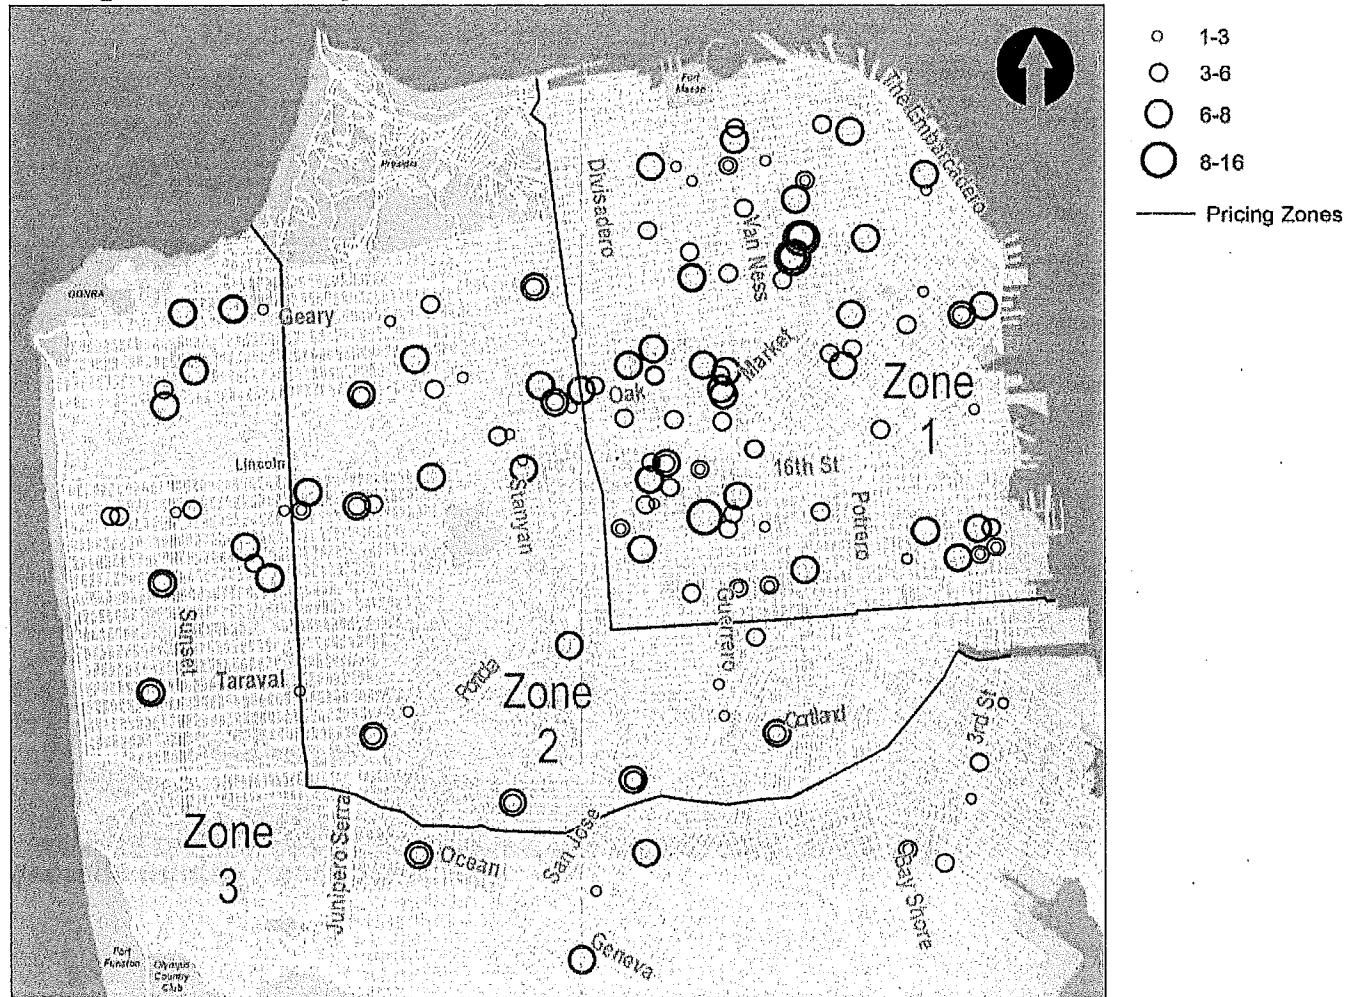 1-3
3-6
6-8
8-16
Pricing Zones
Fort
Mason
The Embarcadero
Presidio
Divisadero
Van Ness
GGNRA
Geary
Market
Zone
1
Oak
Lincoln
16th St
Stanyan
Potrero
Sunset
Guerrero
Taraval
Portola
Zone
2
Cortland
3rd St
Zone
3
Junipero Serra
Ocean
San Jose
Bay Shore
Geneva
Fort
Funston
Olympic
Country
Club